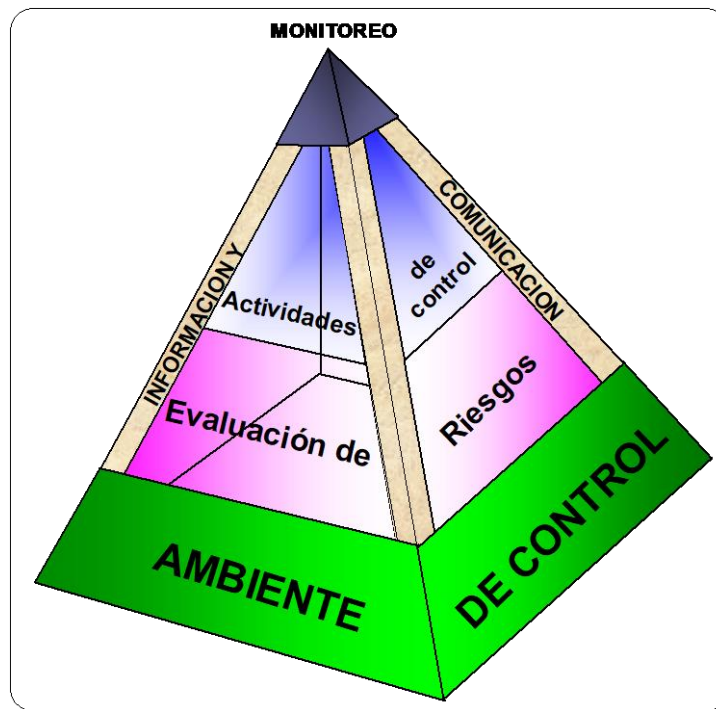 MONITOREO
INFORMACION Y
COMUNICACION
Actividades
de
control
Evaluación de
Riesgos
AMBIENTE
DE CONTROL